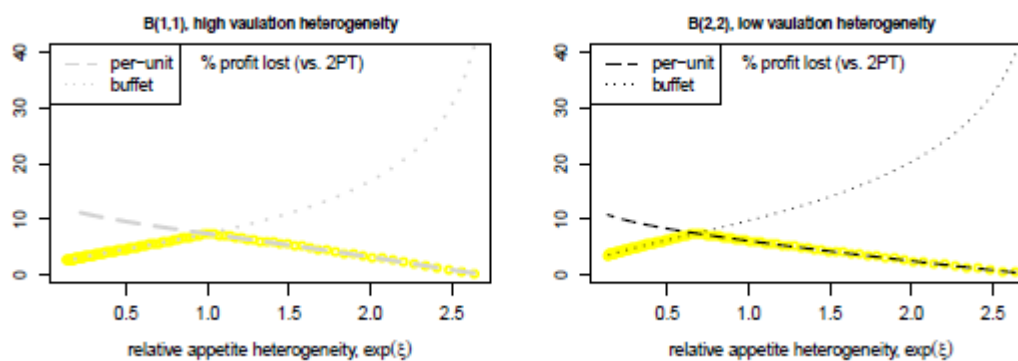 B(1,1), high vaulation heterogeneity
40
30
20
10
0
per-unit
buffet
% profit lost (vs. 2PT)
0.5 1.0 1.5 2.0 2.5
relative appetite heterogeneity, exp(ξ)
B(2,2), low vaulation heterogeneity
40
30
20
10
0
per-unit
buffet
% profit lost (vs. 2PT)
0.5 1.0 1.5 2.0 2.5
relative appetite heterogeneity, exp(ξ)